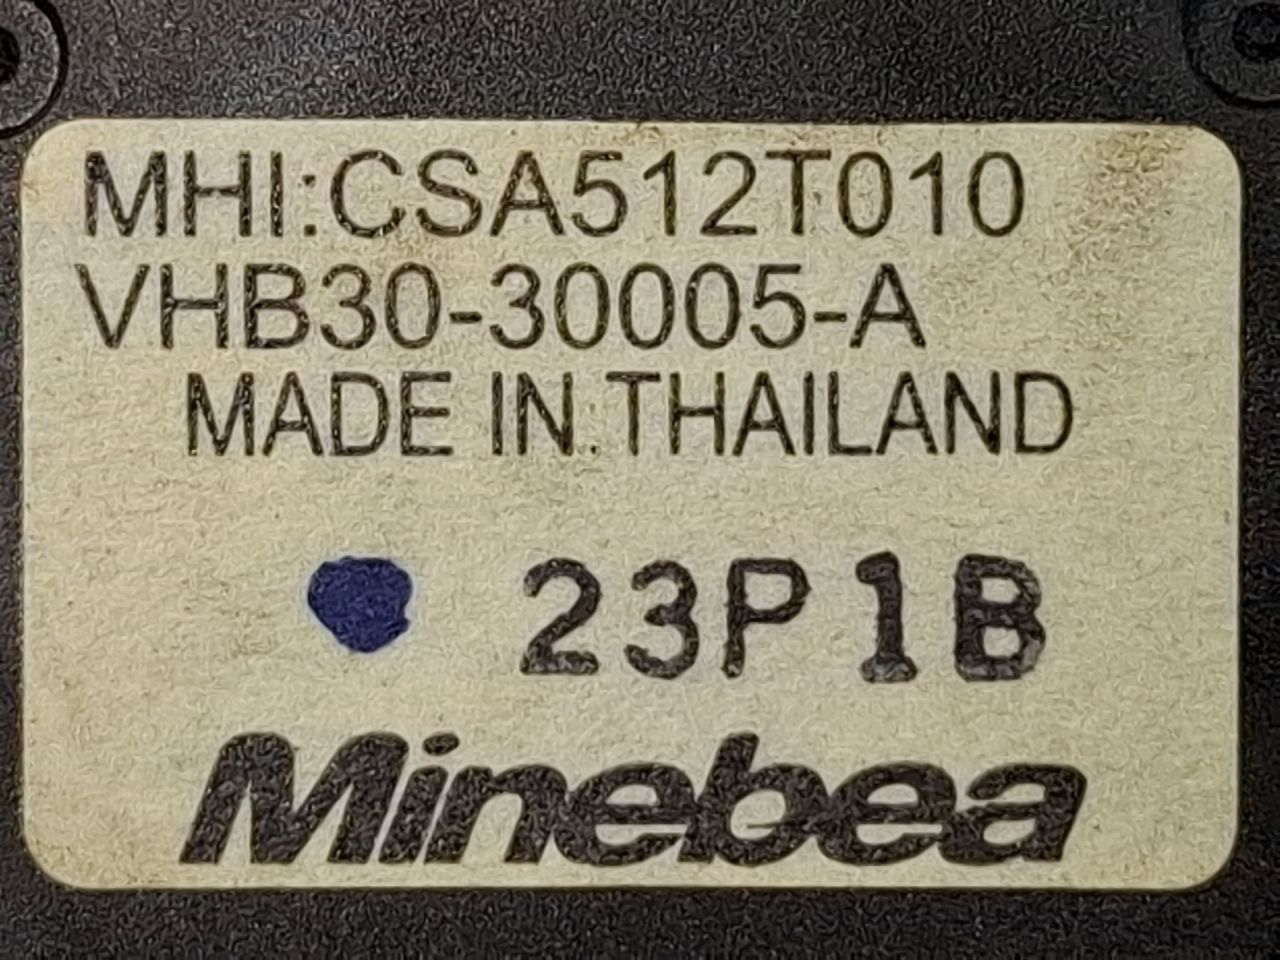 MHI:CSA512T010
VHB30-30005-A
MADE IN THAILAND
23P1B
Minebea